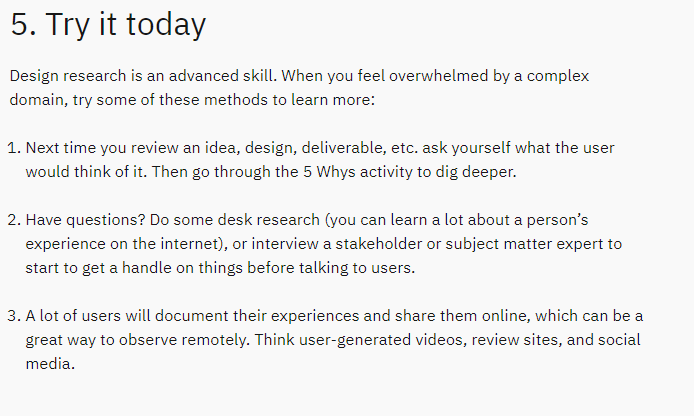 5. Try it today
Design research is an advanced skill. When you feel overwhelmed by a complex
domain, try some of these methods to learn more:
1. Next time you review an idea, design, deliverable, etc. ask yourself what the user
would think of it. Then go through the 5 Whys activity to dig deeper.
2. Have questions? Do some desk research (you can learn a lot about a person’s
experience on the internet), or interview a stakeholder or subject matter expert to
start to get a handle on things before talking to users.
3. A lot of users will document their experiences and share them online, which can be a
great way to observe remotely. Think user-generated videos, review sites, and social
media.